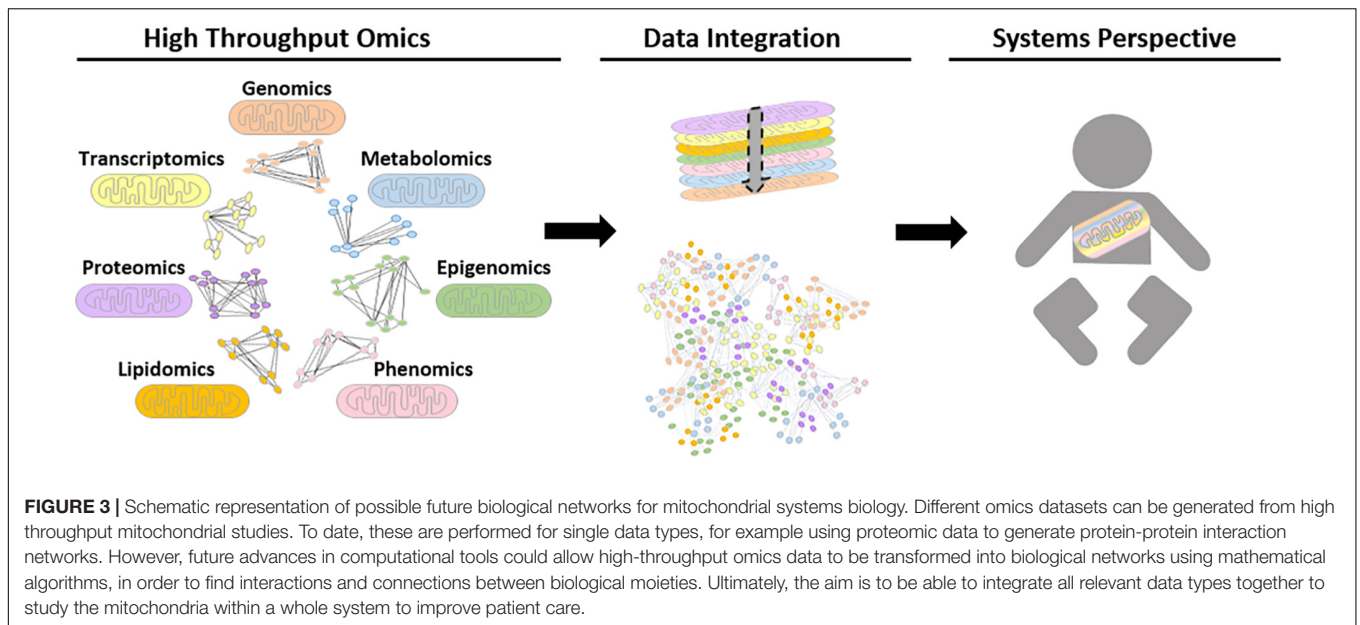 High Throughput Omics
Data Integration
Systems Perspective
Genomics
Transcriptomics
Metabolomics
Proteomics
Epigenomics
Lipidomics
Phenomics
FIGURE 3 | Schematic representation of possible future biological networks for mitochondrial systems biology. Different omics datasets can be generated from high
throughput mitochondrial studies. To date, these are performed for single data types, for example using proteomic data to generate protein-protein interaction
networks. However, future advances in computational tools could allow high-throughput omics data to be transformed into biological networks using mathematical
algorithms, in order to find interactions and connections between biological moieties. Ultimately, the aim is to be able to integrate all relevant data types together to
study the mitochondria within a whole system to improve patient care.